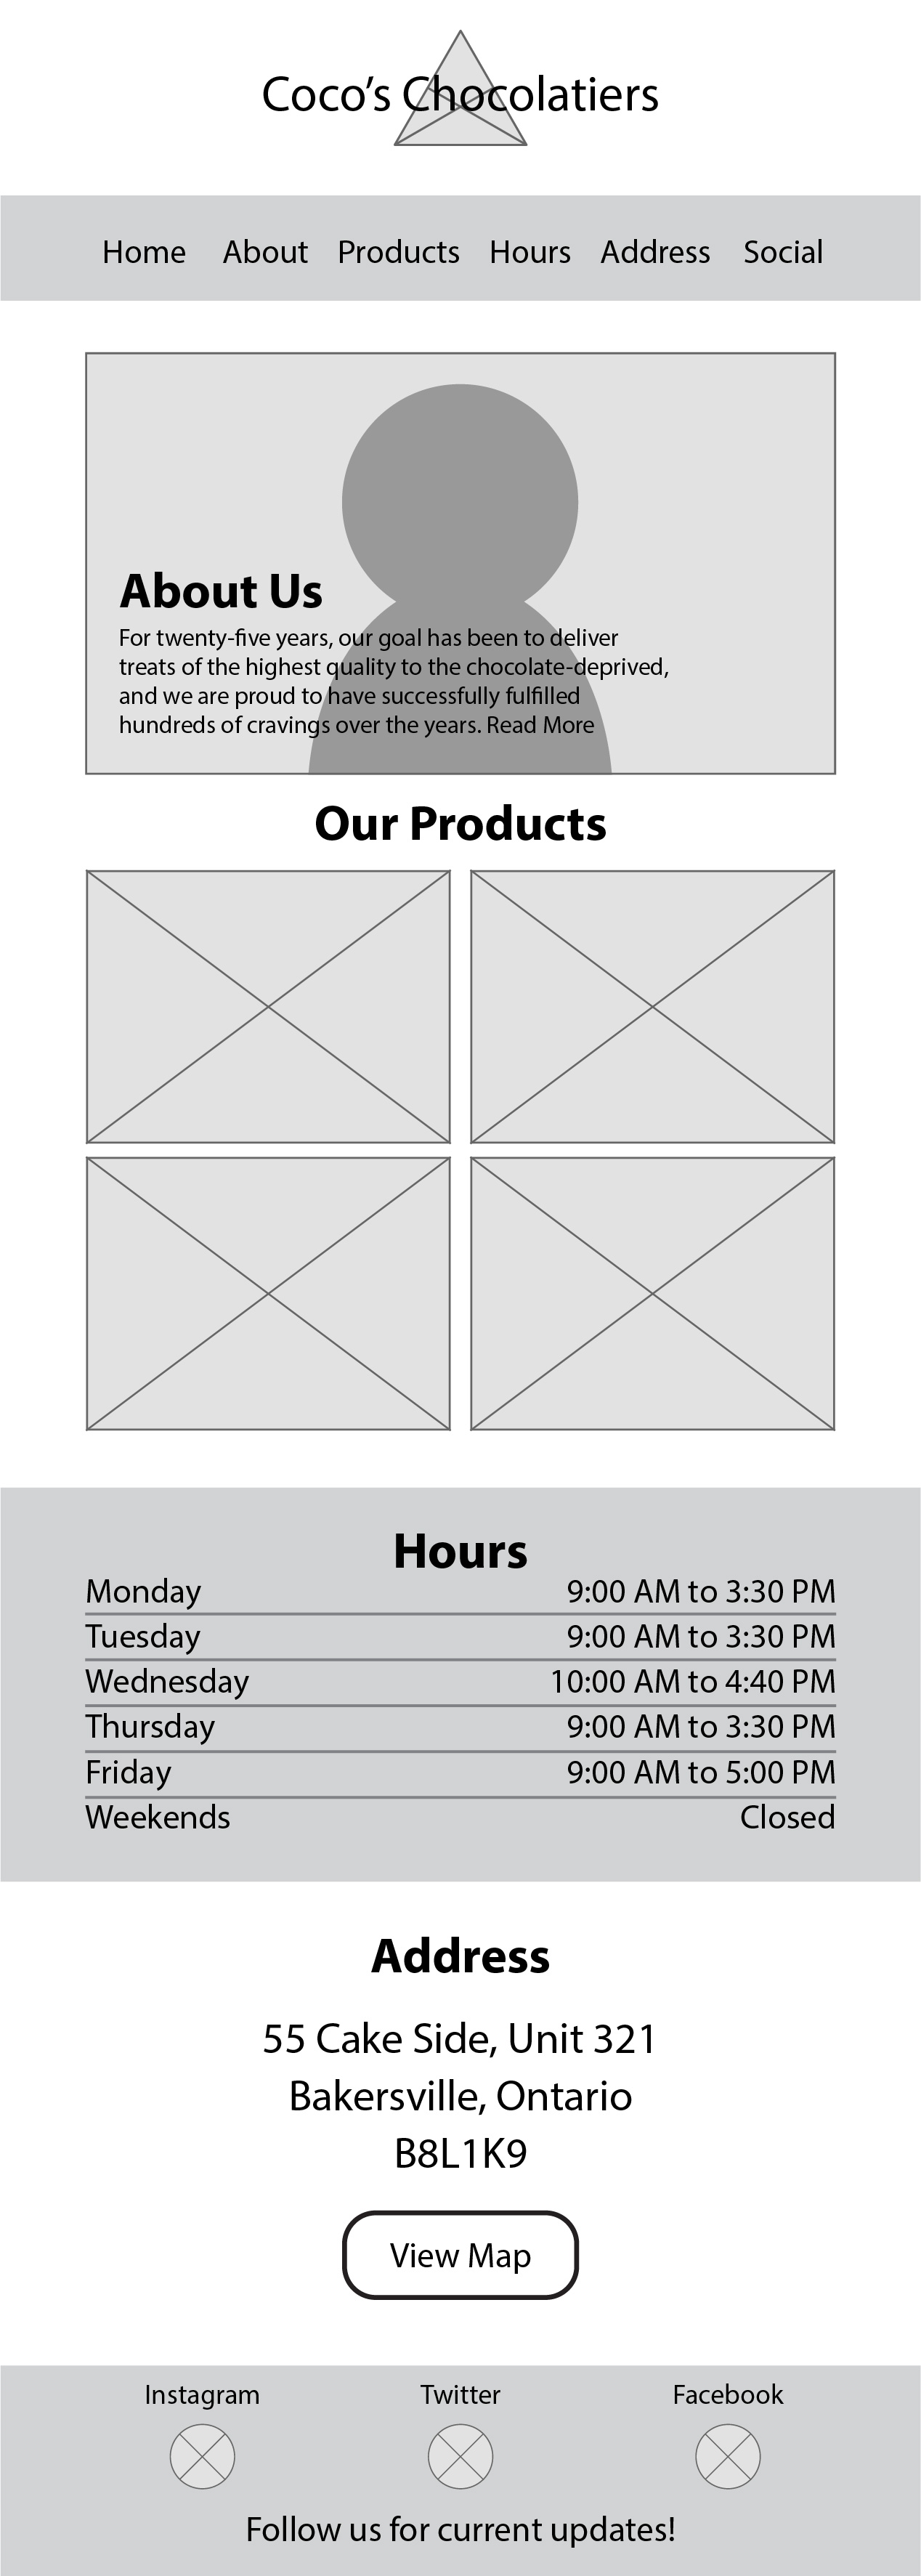 Coco’s Chocolatiers
Home About Products Hours Address Social
About Us
For twenty-five years, our goal has been to deliver
treats of the highest quality to the chocolate-deprived,
and we are proud to have successfully fulfilled
hundreds of cravings over the years. Read More
Our Products
Hours
Monday 9:00 AM to 3:30 PM
Tuesday 9:00 AM to 3:30 PM
Wednesday 10:00 AM to 4:40 PM
Thursday 9:00 AM to 3:30 PM
Friday 9:00 AM to 5:00 PM
Weekends Closed
Address
55 Cake Side, Unit 321
Bakersville, Ontario
B8L1K9
View Map
Instagram Twitter Facebook
Follow us for current updates!